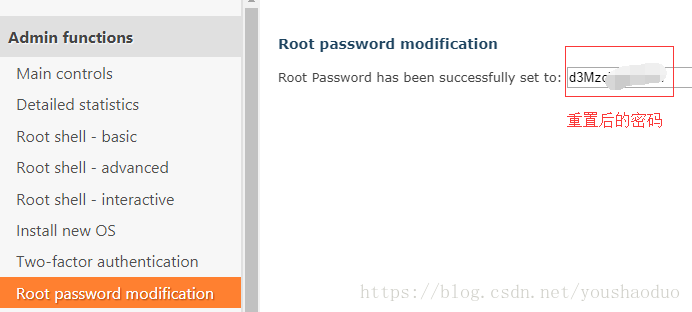 Admin functions
Main controls
Detailed statistics
Root shell - basic
Root shell - advanced
Root shell - interactive
Install new OS
Two-factor authentication
Root password modification
Root password modification
Root Password has been successfully set to:
重置后的密码
https://blog.csdn.net/youshaoduo